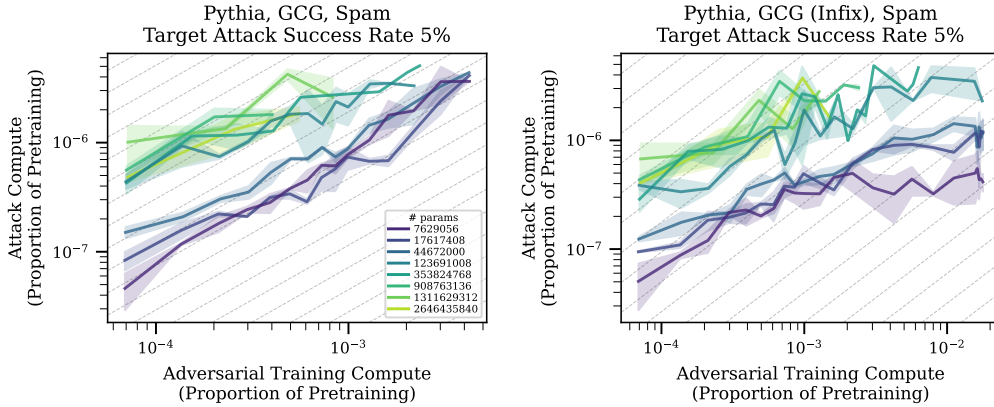 Pythia, GCG, Spam
Target Attack Success Rate 5%
Attack Compute
(Proportion of Pretraining)
10⁻⁶
10⁻⁷
# params
7629056
17617408
44672000
123691008
353824768
908763136
1311629312
2646435840
10⁻⁴
10⁻³
Adversarial Training Compute
(Proportion of Pretraining)
Pythia, GCG (Infix), Spam
Target Attack Success Rate 5%
Attack Compute
(Proportion of Pretraining)
10⁻⁶
10⁻⁷
10⁻⁴
10⁻³
10⁻²
Adversarial Training Compute
(Proportion of Pretraining)